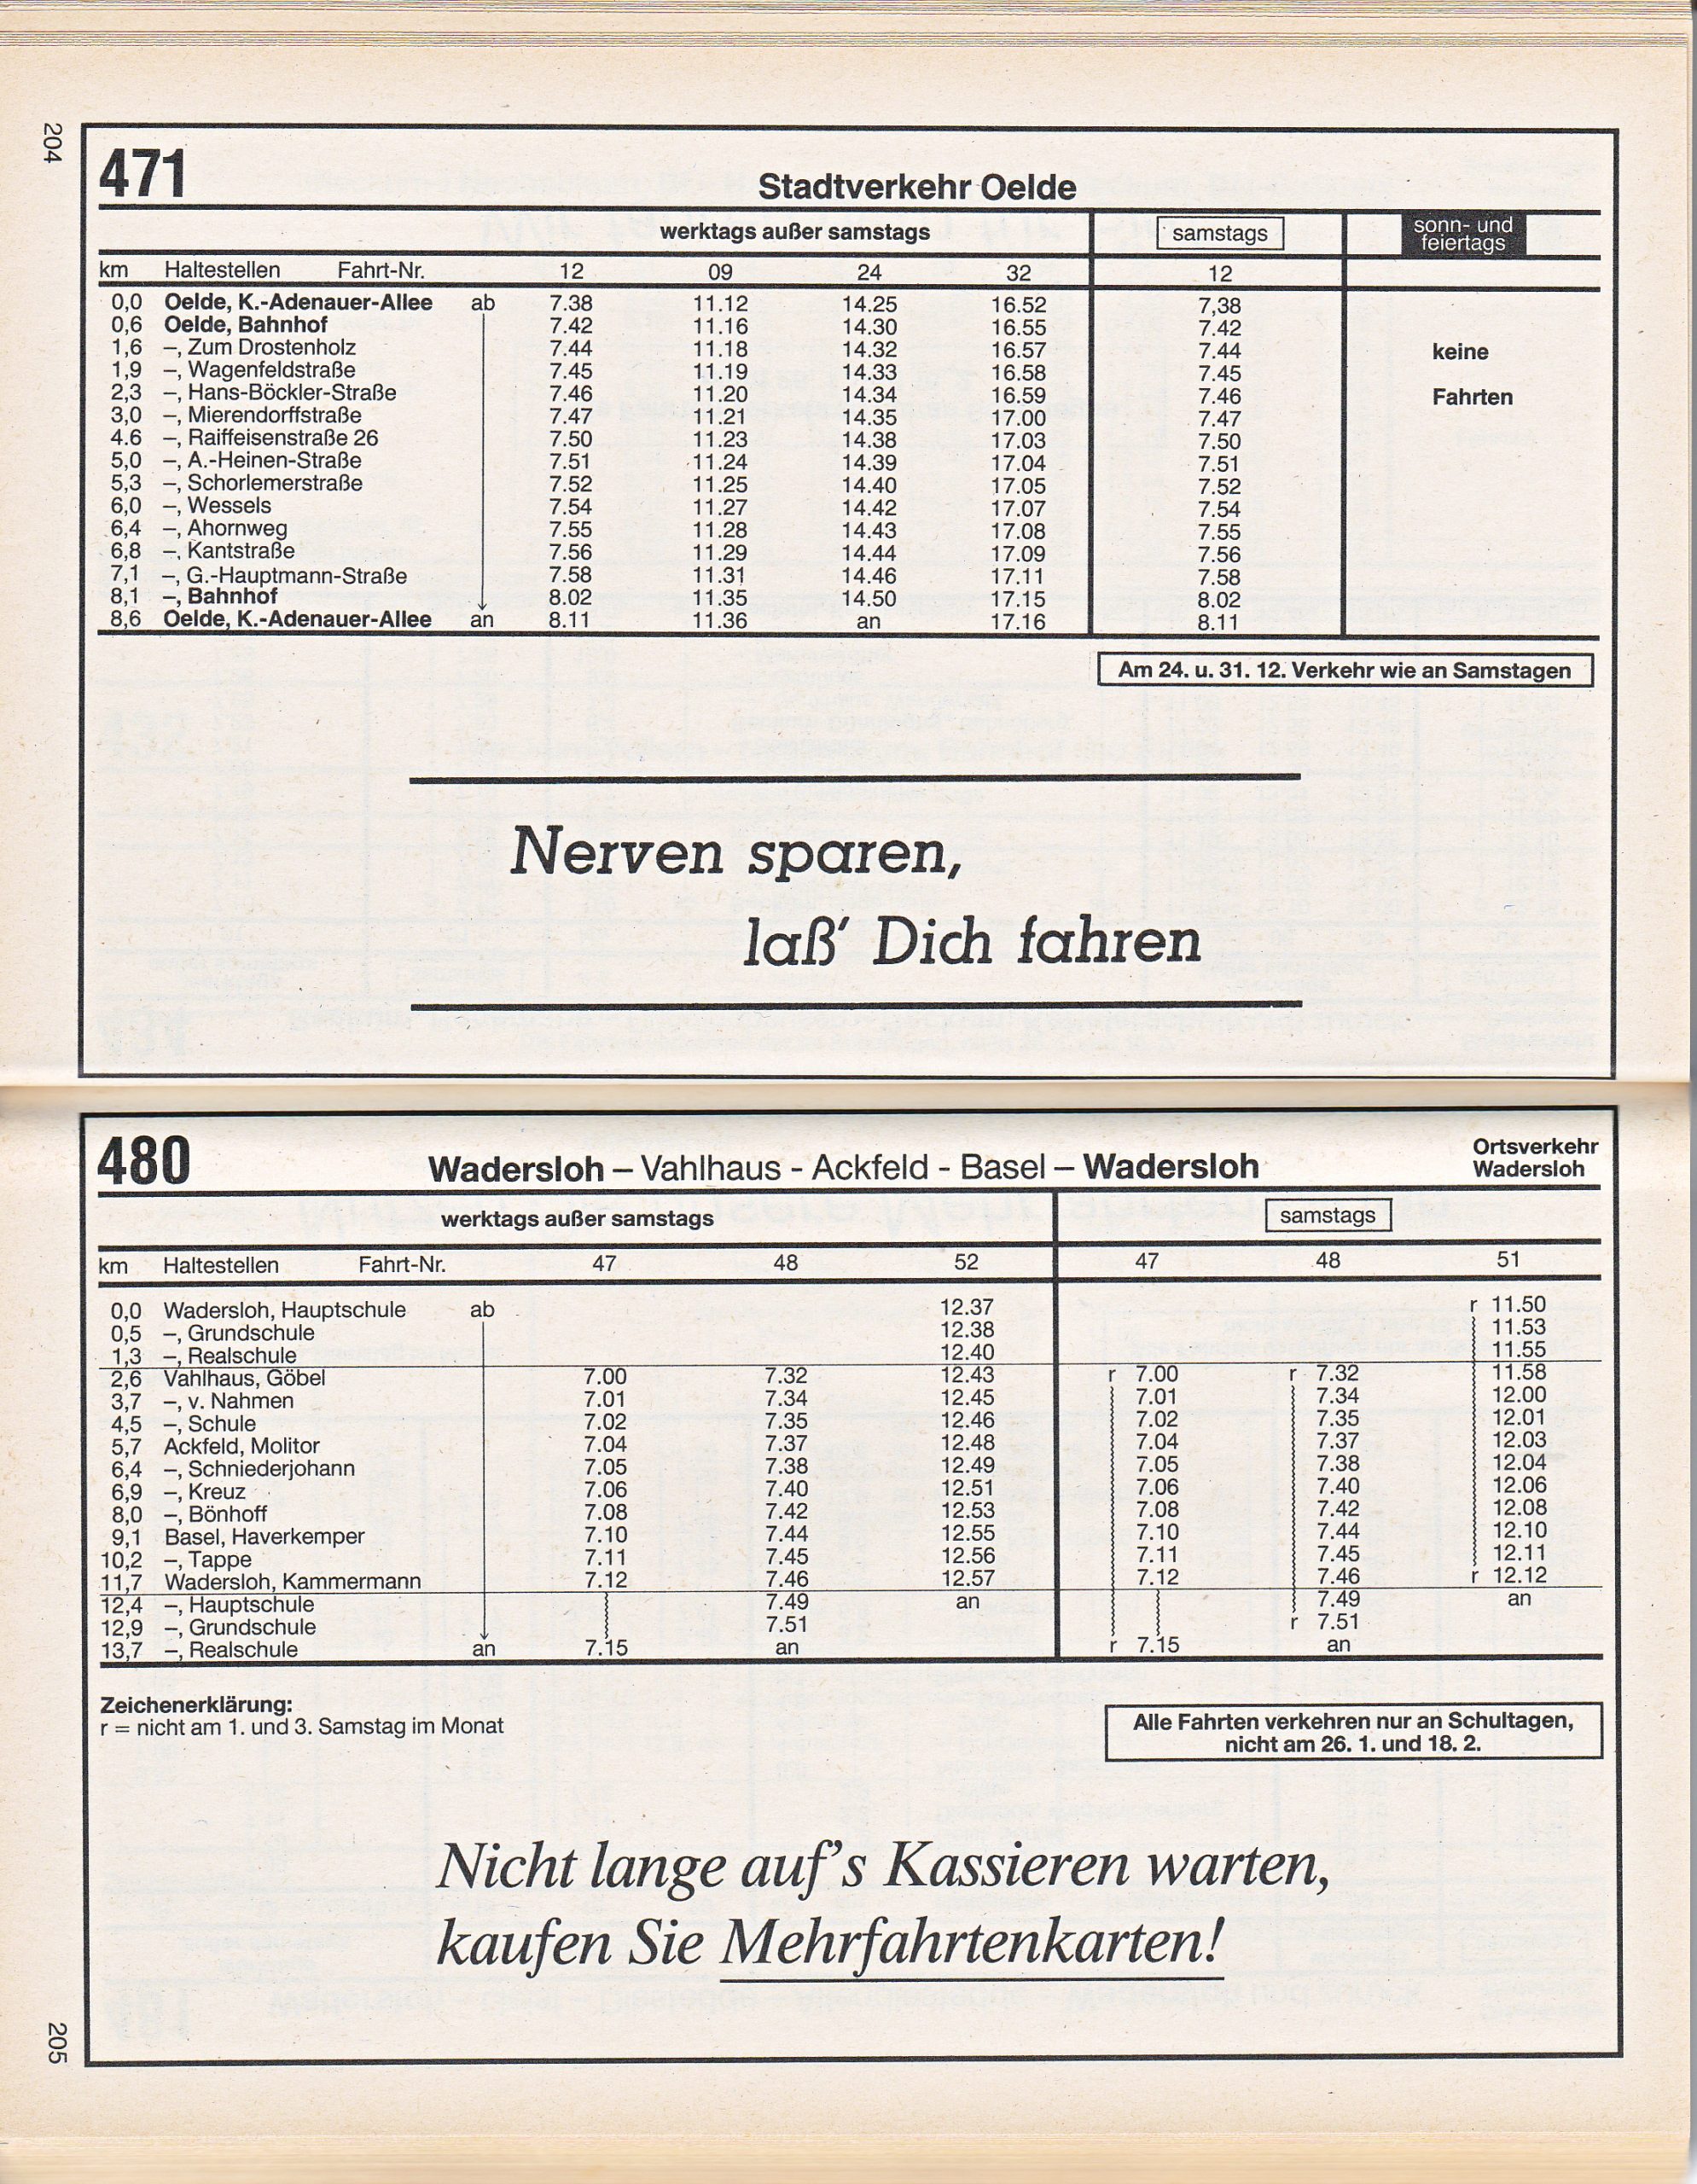 204
471
Stadtverkehr Oelde
werktags außer samstags samstags sonn- und feiertags
km Haltestellen Fahrt-Nr. 12 09 24 32 12
0,0 Oelde, K.-Adenauer-Allee ab 7.38 11.12 14.25 16.52 7,38
0,6 Oelde, Bahnhof 7.42 11.16 14.30 16.55 7.42
1,6 –, Zum Drostenholz 7.44 11.18 14.32 16.57 7.44 keine
1,9 –, Wagenfeldstraße 7.45 11.19 14.33 16.58 7.45
2,3 –, Hans-Böckler-Straße 7.46 11.20 14.34 16.59 7.46 Fahrten
3,0 –, Mierendorffstraße 7.47 11.21 14.35 17.00 7.47
4.6 –, Raiffeisenstraße 26 7.50 11.23 14.38 17.03 7.50
5,0 –, A.-Heinen-Straße 7.51 11.24 14.39 17.04 7.51
5,3 –, Schorlemerstraße 7.52 11.25 14.40 17.05 7.52
6,0 –, Wessels 7.54 11.27 14.42 17.07 7.54
6,4 –, Ahornweg 7.55 11.28 14.43 17.08 7.55
6,8 –, Kantstraße 7.56 11.29 14.44 17.09 7.56
7,1 –, G.-Hauptmann-Straße 7.58 11.31 14.46 17.11 7.58
8,1 –, Bahnhof 8.02 11.35 14.50 17.15 8.02
8,6 Oelde, K.-Adenauer-Allee an 8.11 11.36 an 17.16 8.11
Am 24. u. 31. 12. Verkehr wie an Samstagen
Nerven sparen,
laß′ Dich fahren
480
Wadersloh – Vahlhaus - Ackfeld - Basel – Wadersloh
Ortsverkehr
Wadersloh
werktags außer samstags samstags
km Haltestellen Fahrt-Nr. 47 48 52 47 48 51
0,0 Wadersloh, Hauptschule ab 12.37 r 11.50
0,5 –, Grundschule 12.38 11.53
1,3 –, Realschule 12.40 11.55
2,6 Vahlhaus, Göbel 7.00 7.32 12.43 r 7.00 r 7.32 11.58
3,7 –, v. Nahmen 7.01 7.34 12.45 7.01 7.34 12.00
4,5 –, Schule 7.02 7.35 12.46 7.02 7.35 12.01
5,7 Ackfeld, Molitor 7.04 7.37 12.48 7.04 7.37 12.03
6,4 –, Schniederjohann 7.05 7.38 12.49 7.05 7.38 12.04
6,9 –, Kreuz 7.06 7.40 12.51 7.06 7.40 12.06
8,0 –, Bönhoff 7.08 7.42 12.53 7.08 7.42 12.08
9,1 Basel, Haverkemper 7.10 7.44 12.55 7.10 7.44 12.10
10,2 –, Tappe 7.11 7.45 12.56 7.11 7.45 12.11
11,7 Wadersloh, Kammermann 7.12 7.46 12.57 7.12 7.46 r 12.12
12,4 –, Hauptschule 7.49 an 7.49 an
12,9 –, Grundschule 7.51 r 7.51
13,7 –, Realschule an 7.15 an r 7.15 an
Zeichenerklärung:
r = nicht am 1. und 3. Samstag im Monat
Alle Fahrten verkehren nur an Schultagen,
nicht am 26. 1. und 18. 2.
Nicht lange auf's Kassieren warten,
kaufen Sie Mehrfahrtenkarten!
205